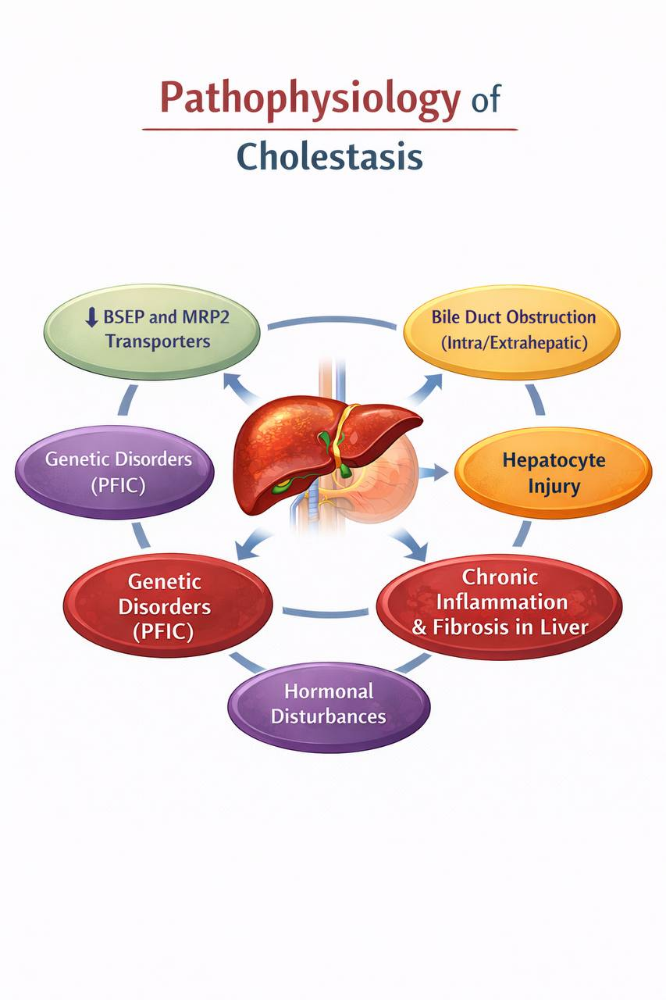 Pathophysiology of
Cholestasis
⬇ BSEP and MRP2
Transporters
Bile Duct Obstruction
(Intra/Extrahepatic)
Genetic Disorders
(PFIC)
Hepatocyte
Injury
Genetic
Disorders
(PFIC)
Chronic
Inflammation
& Fibrosis in Liver
Hormonal
Disturbances